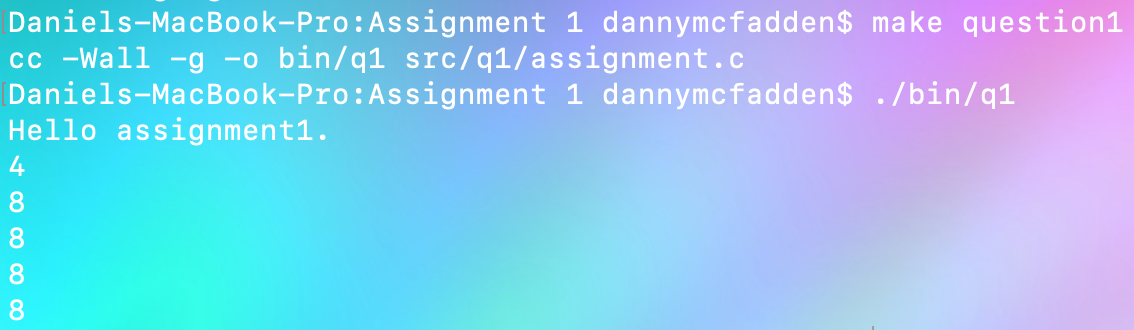 Daniels-MacBook-Pro:Assignment 1 dannymcfadden$ make question1
cc -Wall -g -o bin/q1 src/q1/assignment.c
Daniels-MacBook-Pro:Assignment 1 dannymcfadden$ ./bin/q1
Hello assignment1.
4
8
8
8
8